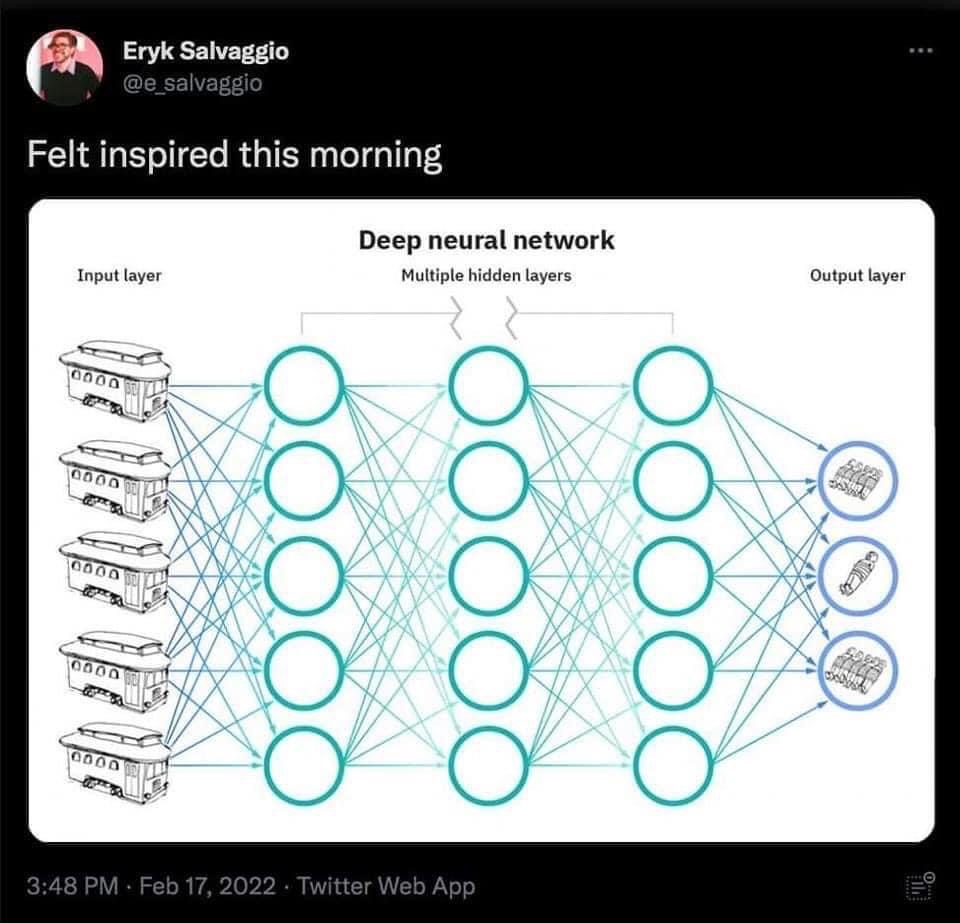 Eryk Salvaggio
@e_salvaggio
Felt inspired this morning
Deep neural network
Input layer
Multiple hidden layers
Output layer
3:48 PM · Feb 17, 2022 · Twitter Web App